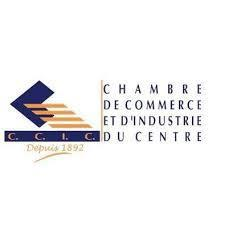 C.C.I.C.
Depuis 1892
CHAMBRE
DE COMMERCE
ET D'INDUSTRIE
DU CENTRE